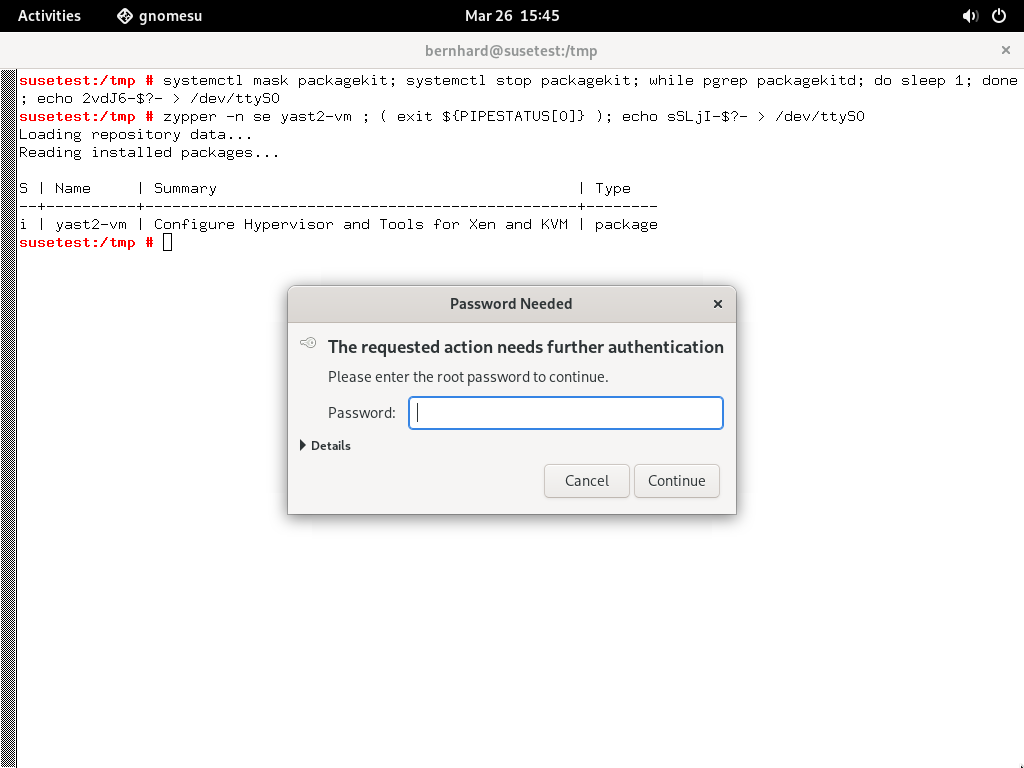 Activities gnomesu Mar 26 15:45
bernhard@susetest:/tmp
susetest:/tmp # systemctl mask packagekit; systemctl stop packagekit; while pgrep packagekitd; do sleep 1; done
; echo 2vdJ6-$?- > /dev/ttyS0
susetest:/tmp # zypper -n se yast2-vm ; ( exit ${PIPESTATUS[0]} ); echo sSLjI-$?- > /dev/ttyS0
Loading repository data...
Reading installed packages...
S | Name     | Summary                                        | Type
--+----------+------------------------------------------------+--------
i | yast2-vm | Configure Hypervisor and Tools for Xen and KVM | package
susetest:/tmp #
Password Needed
The requested action needs further authentication
Please enter the root password to continue.
Password:
Details
Cancel Continue